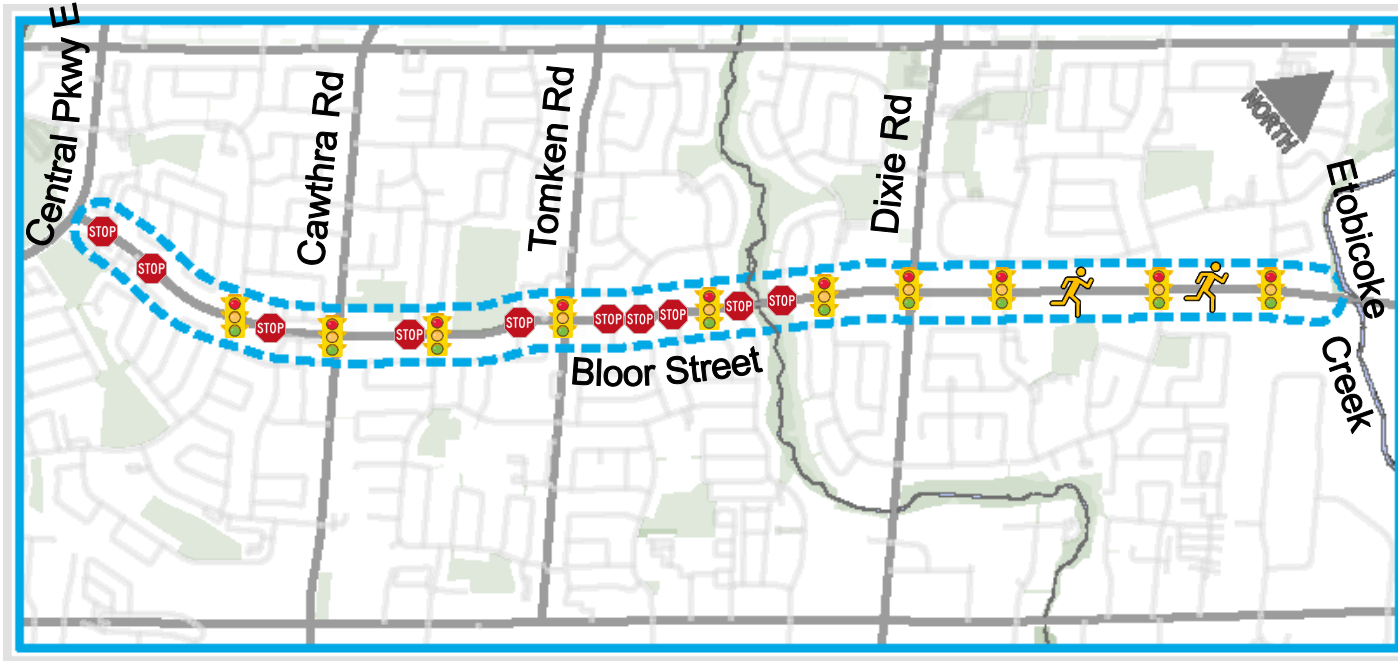 Central Pkwy E
Cawthra Rd
Tomken Rd
Dixie Rd
NORTH
Etobicoke
Creek
Bloor Street
STOP
STOP
STOP
STOP
STOP
STOP
STOP
STOP
STOP
STOP